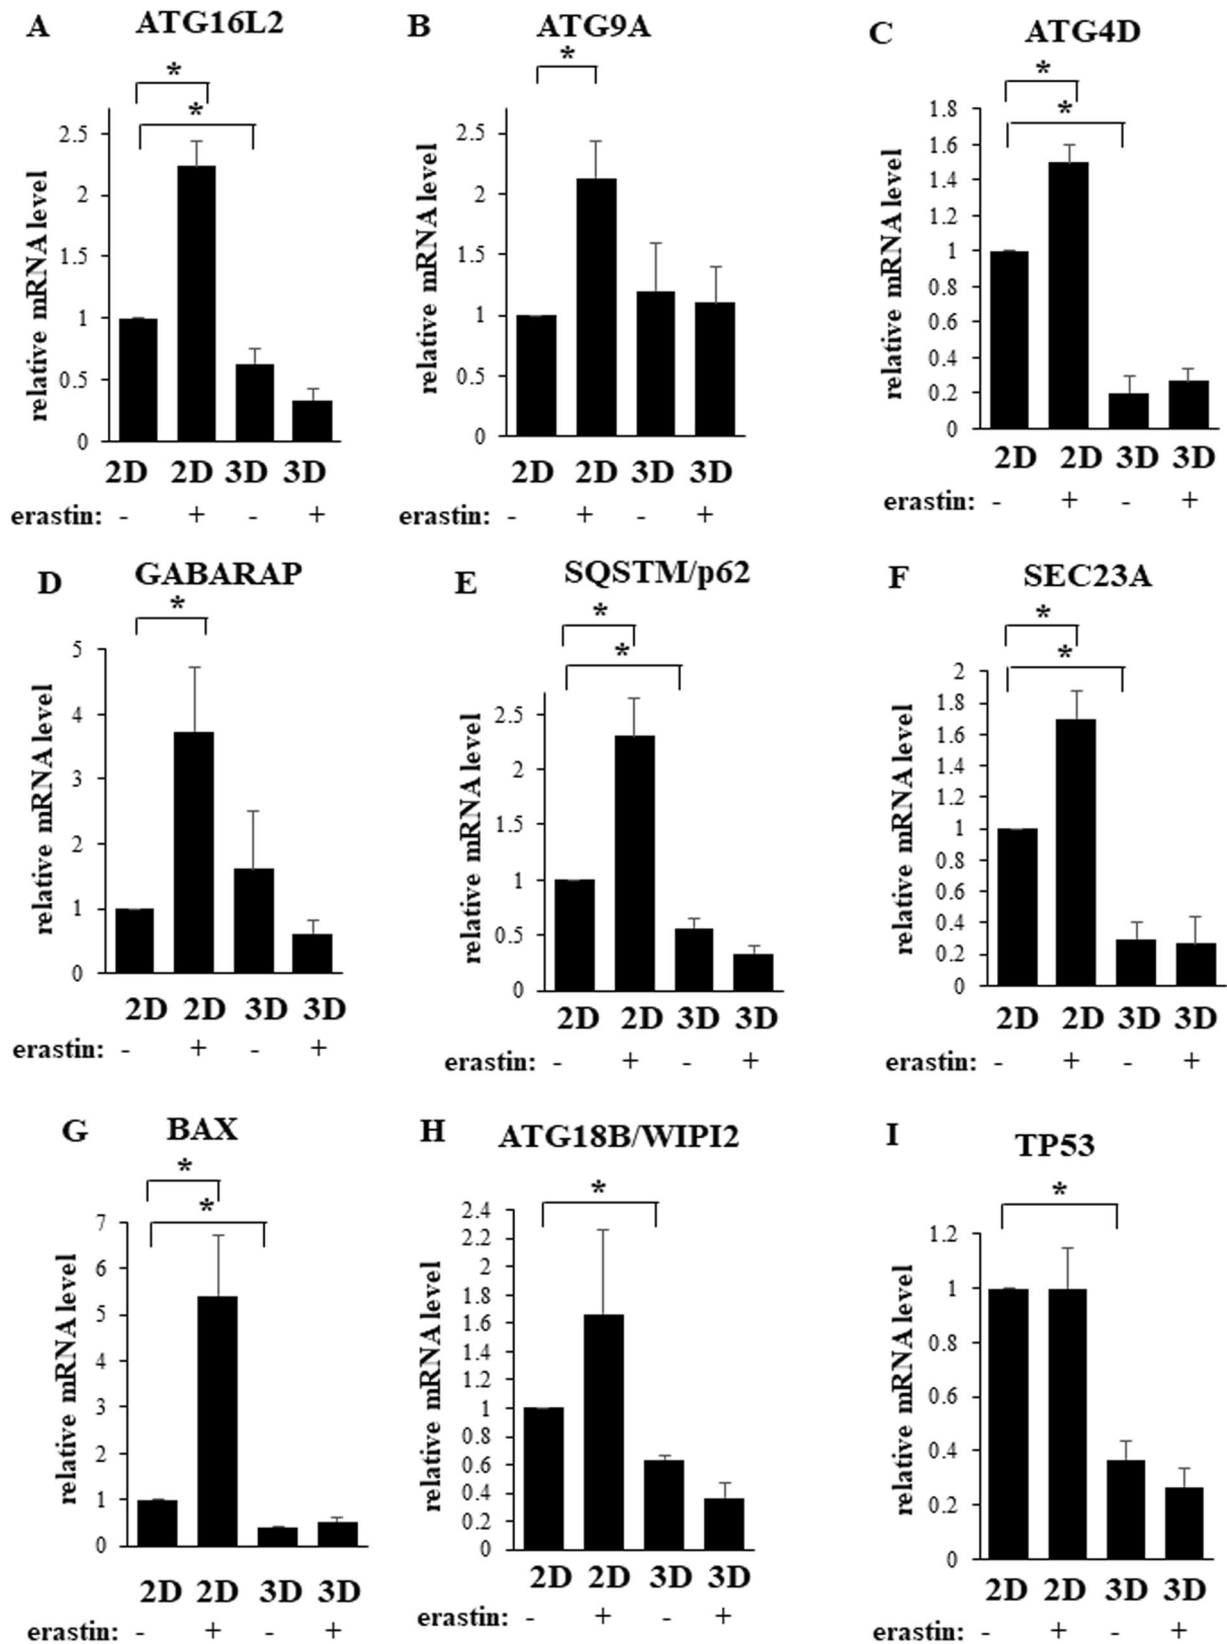 A ATG16L2
*
*
relative mRNA level
2.5
2
1.5
1
0.5
0
2D 2D 3D 3D
erastin: - + - +
B ATG9A
*
relative mRNA level
2.5
2
1.5
1
0.5
0
2D 2D 3D 3D
erastin: - + - +
C ATG4D
*
*
relative mRNA level
1.8
1.6
1.4
1.2
1
0.8
0.6
0.4
0.2
0
2D 2D 3D 3D
- + - +
D GABARAP
*
relative mRNA level
5
4
3
2
1
0
2D 2D 3D 3D
erastin: - + - +
E SQSTM/p62
*
*
relative mRNA level
2.5
2
1.5
1
0.5
0
2D 2D 3D 3D
erastin: - + - +
F SEC23A
*
*
relative mRNA level
2
1.8
1.6
1.4
1.2
1
0.8
0.6
0.4
0.2
0
2D 2D 3D 3D
erastin: - + - +
G BAX
*
*
relative mRNA level
7
6
5
4
3
2
1
0
2D 2D 3D 3D
erastin: - + - +
H ATG18B/WIPI2
*
relative mRNA level
2.4
2.2
2
1.8
1.6
1.4
1.2
1
0.8
0.6
0.4
0.2
0
2D 2D 3D 3D
erastin: - + - +
I TP53
*
relative mRNA level
1.2
1
0.8
0.6
0.4
0.2
0
2D 2D 3D 3D
erastin: - + - +